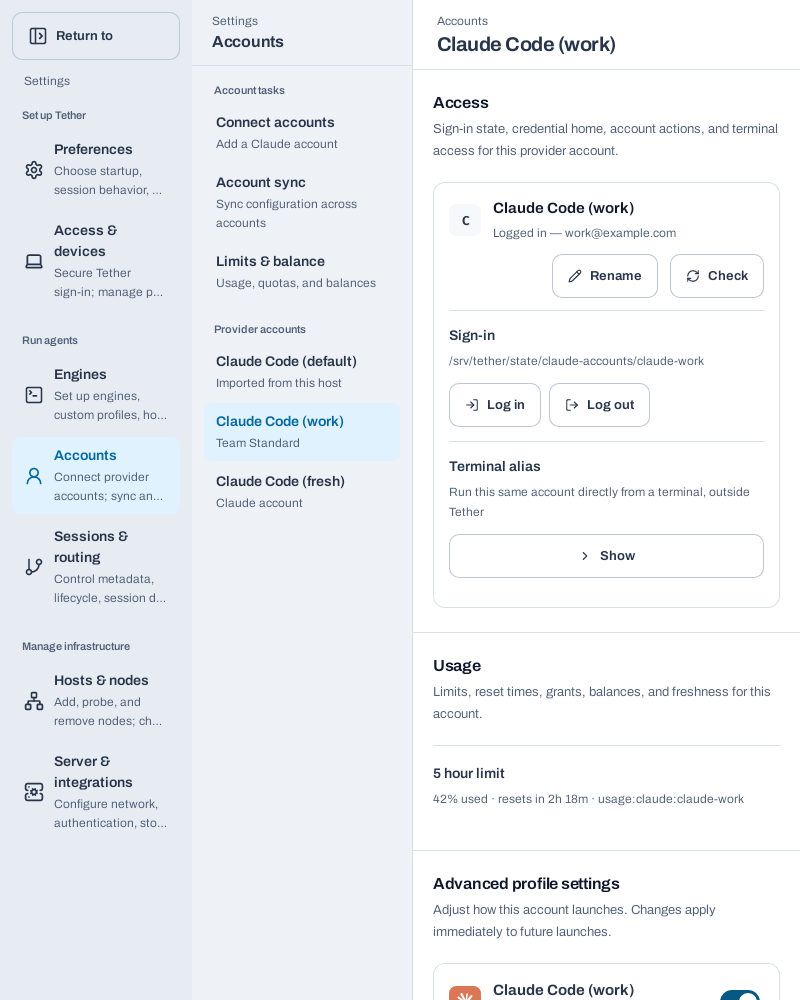 Return to
Settings
Set up Tether
Preferences
Choose startup,
session behavior, ...
Access &
devices
Secure Tether
sign-in; manage p...
Run agents
Engines
Set up engines,
custom profiles, ho...
Accounts
Connect provider
accounts; sync an...
Sessions &
routing
Control metadata,
lifecycle, session d...
Manage infrastructure
Hosts & nodes
Add, probe, and
remove nodes; ch...
Server &
integrations
Configure network,
authentication, sto...
Settings
Accounts
Account tasks
Connect accounts
Add a Claude account
Account sync
Sync configuration across
accounts
Limits & balance
Usage, quotas, and balances
Provider accounts
Claude Code (default)
Imported from this host
Claude Code (work)
Team Standard
Claude Code (fresh)
Claude account
Accounts
Claude Code (work)
Access
Sign-in state, credential home, account actions, and terminal
access for this provider account.
C
Claude Code (work)
Logged in — work@example.com
Rename
Check
Sign-in
/srv/tether/state/claude-accounts/claude-work
Log in
Log out
Terminal alias
Run this same account directly from a terminal, outside
Tether
Show
Usage
Limits, reset times, grants, balances, and freshness for this
account.
5 hour limit
42% used · resets in 2h 18m · usage:claude:claude-work
Advanced profile settings
Adjust how this account launches. Changes apply
immediately to future launches.
Claude Code (work)